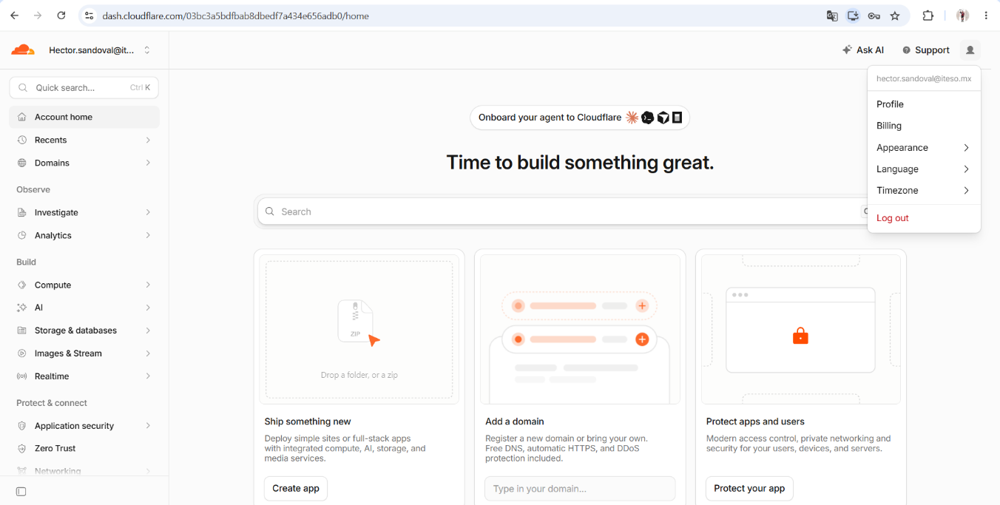 dash.cloudflare.com/03bc3a5bdfbab8dbedf7a434e656adb0/home
Hector.sandoval@it...
Ask AI
Support
Quick search...
Ctrl K
Account home
Recents
Domains
Observe
Investigate
Analytics
Build
Compute
AI
Storage & databases
Images & Stream
Realtime
Protect & connect
Application security
Zero Trust
Networking
hector.sandoval@iteso.mx
Profile
Billing
Appearance
Language
Timezone
Log out
Onboard your agent to Cloudflare
Time to build something great.
Search
ZIP
Drop a folder, or a zip
Ship something new
Deploy simple sites or full-stack apps
with integrated compute, AI, storage, and
media services.
Create app
Add a domain
Register a new domain or bring your own.
Free DNS, automatic HTTPS, and DDoS
protection included.
Type in your domain...
Protect apps and users
Modern access control, private networking and
security for your users, devices, and servers.
Protect your app